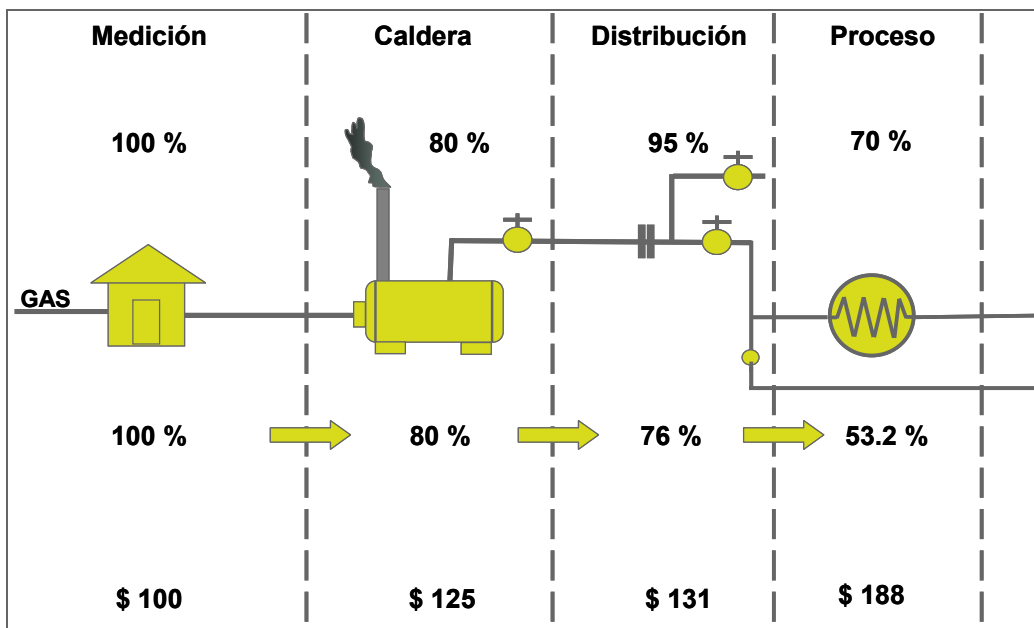 Medición Caldera Distribución Proceso
100 % 80 % 95 % 70 %
GAS
100 % 80 % 76 % 53.2 %
$ 100 $ 125 $ 131 $ 188